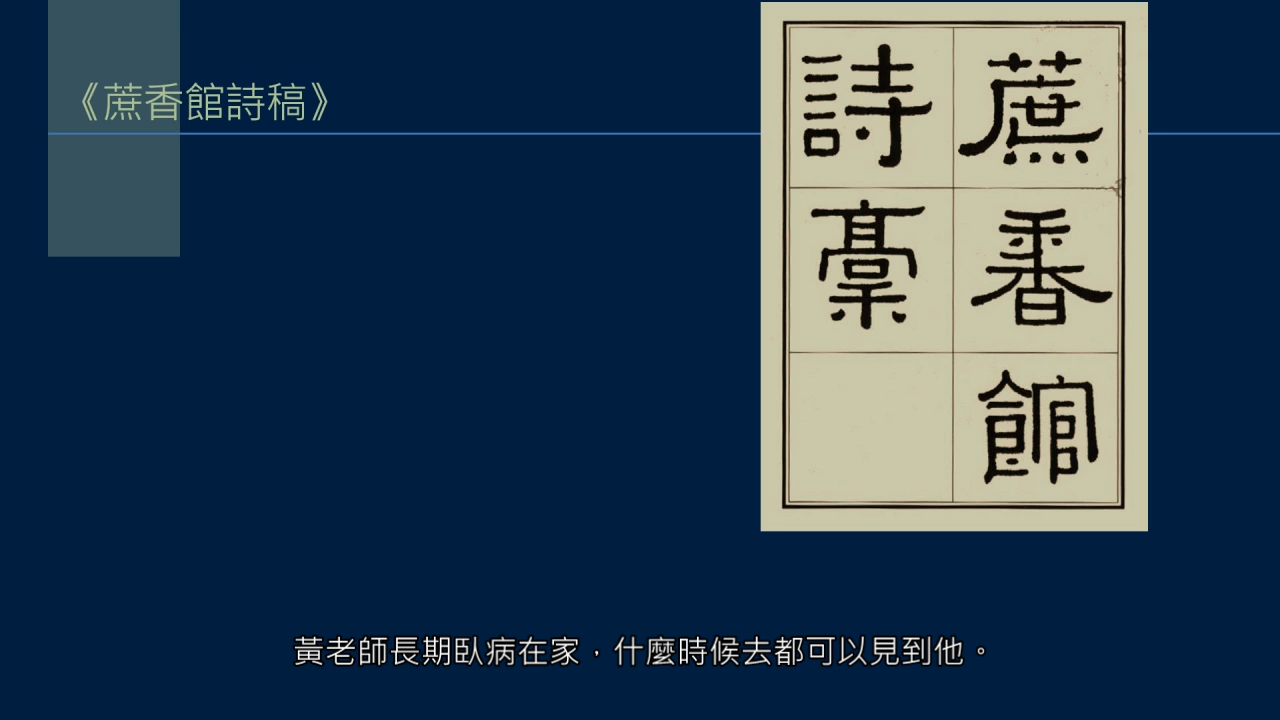 《蔗香館詩稿》
蔗香館
詩稾
黃老師長期臥病在家，什麼時候去都可以見到他。